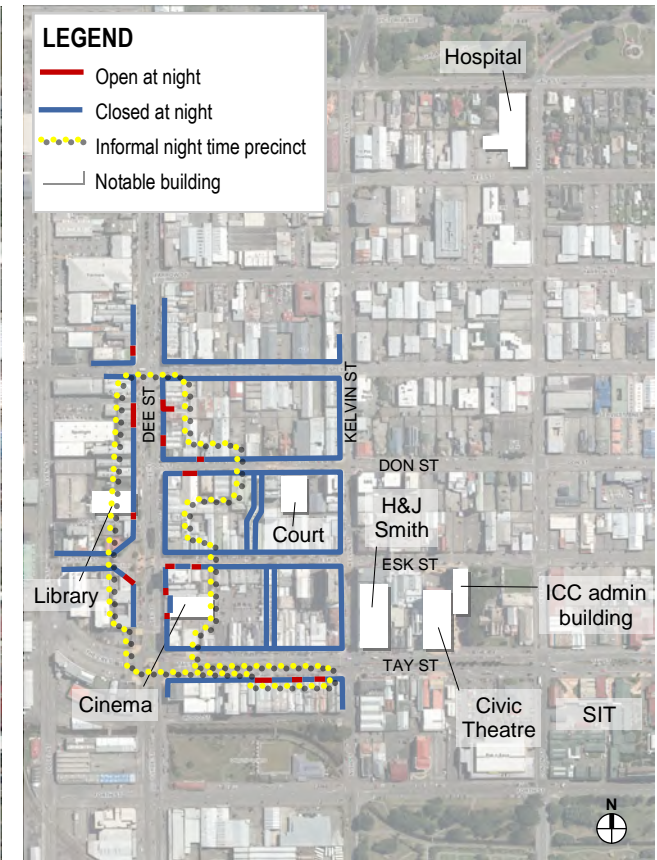 LEGEND
Open at night
Closed at night
Informal night time precinct
Notable building
Hospital
DEE ST
KELVIN ST
DON ST
H&J
Smith
Court
ESK ST
Library
ICC admin
building
TAY ST
Cinema
Civic
Theatre
SIT
N